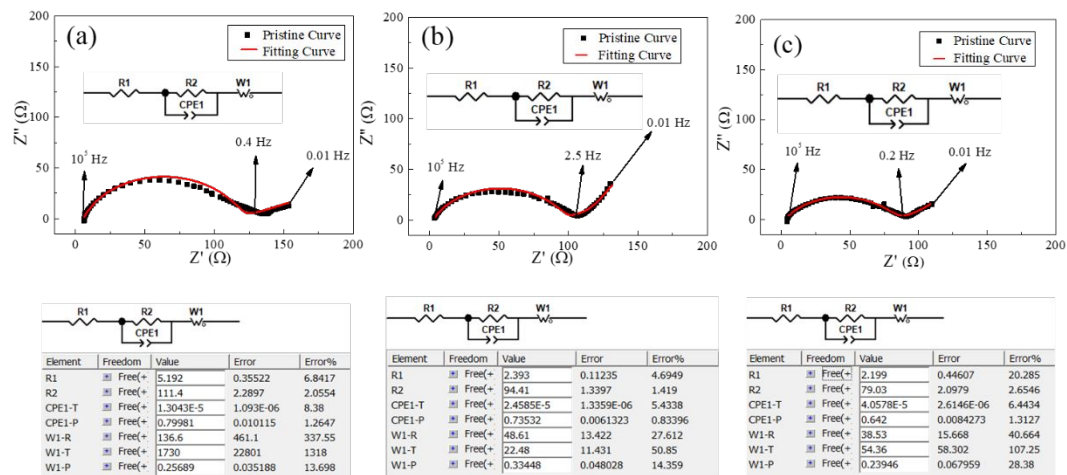 (a)
Pristine Curve
Fitting Curve
R1 R2 W1
CPE1
10⁵ Hz
0.4 Hz
0.01 Hz
Z'' (Ω)
200
150
100
50
0
0 50 100 150 200
Z' (Ω)
(b)
Pristine Curve
Fitting Curve
R1 R2 W1
CPE1
10⁵ Hz
2.5 Hz
0.01 Hz
Z'' (Ω)
200
150
100
50
0
0 50 100 150 200
Z' (Ω)
(c)
Pristine Curve
Fitting Curve
R1 R2 W1
CPE1
10⁵ Hz
0.2 Hz
0.01 Hz
Z'' (Ω)
200
150
100
50
0
0 50 100 150 200
Z' (Ω)
R1 R2 W1
CPE1
Element Freedom Value Error Error%
R1 Free(+ 5.192 0.35522 6.8417
R2 Free(+ 111.4 2.2897 2.0554
CPE1-T Free(+ 1.3043E-5 1.093E-06 8.38
CPE1-P Free(+ 0.79981 0.010115 1.2647
W1-R Free(+ 136.6 461.1 337.55
W1-T Free(+ 1730 22801 1318
W1-P Free(+ 0.25689 0.035188 13.698
R1 R2 W1
CPE1
Element Freedom Value Error Error%
R1 Free(+ 2.393 0.11235 4.6949
R2 Free(+ 94.41 1.3397 1.419
CPE1-T Free(+ 2.4585E-5 1.3359E-06 5.4338
CPE1-P Free(+ 0.73532 0.0061323 0.83396
W1-R Free(+ 48.61 13.422 27.612
W1-T Free(+ 22.48 11.431 50.85
W1-P Free(+ 0.33448 0.048028 14.359
R1 R2 W1
CPE1
Element Freedom Value Error Error%
R1 Free(+ 2.199 0.44607 20.285
R2 Free(+ 79.03 2.0979 2.6546
CPE1-T Free(+ 4.0578E-5 2.6146E-06 6.4434
CPE1-P Free(+ 0.642 0.0084273 1.3127
W1-R Free(+ 38.53 15.668 40.664
W1-T Free(+ 54.36 58.302 107.25
W1-P Free(+ 0.23946 0.067959 28.38